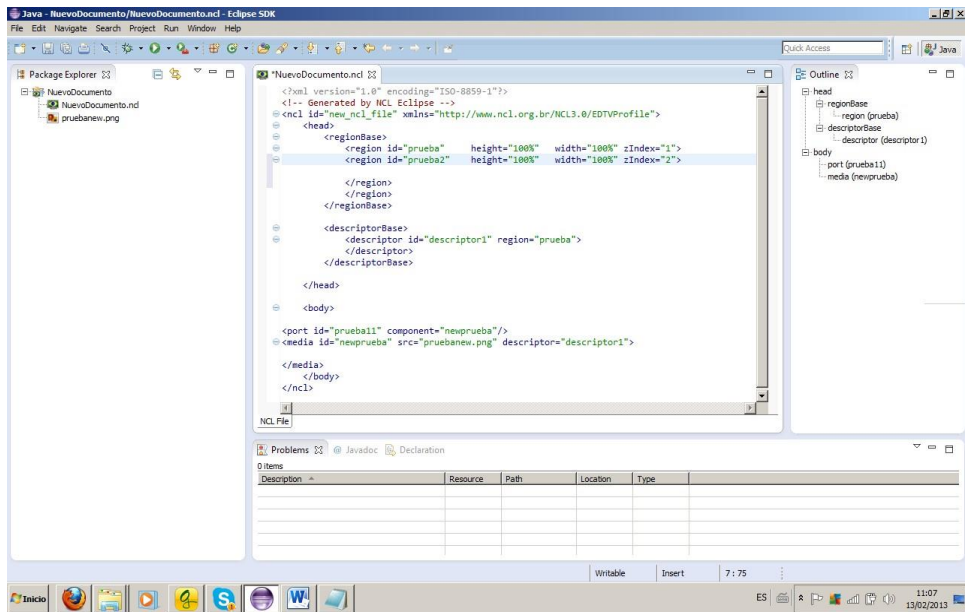 Java - NuevoDocumento/NuevoDocumento.ncl - Eclipse SDK
File Edit Navigate Search Project Run Window Help
Quick Access
Java
Package Explorer
NuevoDocumento
NuevoDocumento.ncl
pruebanew.png
*NuevoDocumento.ncl
<?xml version="1.0" encoding="ISO-8859-1"?>
<!-- Generated by NCL Eclipse -->
<ncl id="new_ncl_file" xmlns="http://www.ncl.org.br/NCL3.0/EDTVProfile">
<head>
<regionBase>
<region id="prueba" height="100%" width="100%" zIndex="1">
<region id="prueba2" height="100%" width="100%" zIndex="2">
</region>
</region>
</regionBase>
<descriptorBase>
<descriptor id="descriptor1" region="prueba">
</descriptor>
</descriptorBase>
</head>
<body>
<port id="prueba11" component="newprueba"/>
<media id="newprueba" src="pruebanew.png" descriptor="descriptor1">
</media>
</body>
</ncl>
NCL File
Outline
head
regionBase
region (prueba)
descriptorBase
descriptor (descriptor1)
body
port (prueba11)
media (newprueba)
Problems @ Javadoc Declaration
0 items
Description Resource Path Location Type
Writable Insert 7 : 75
Inicio
ES
11:07
13/02/2013